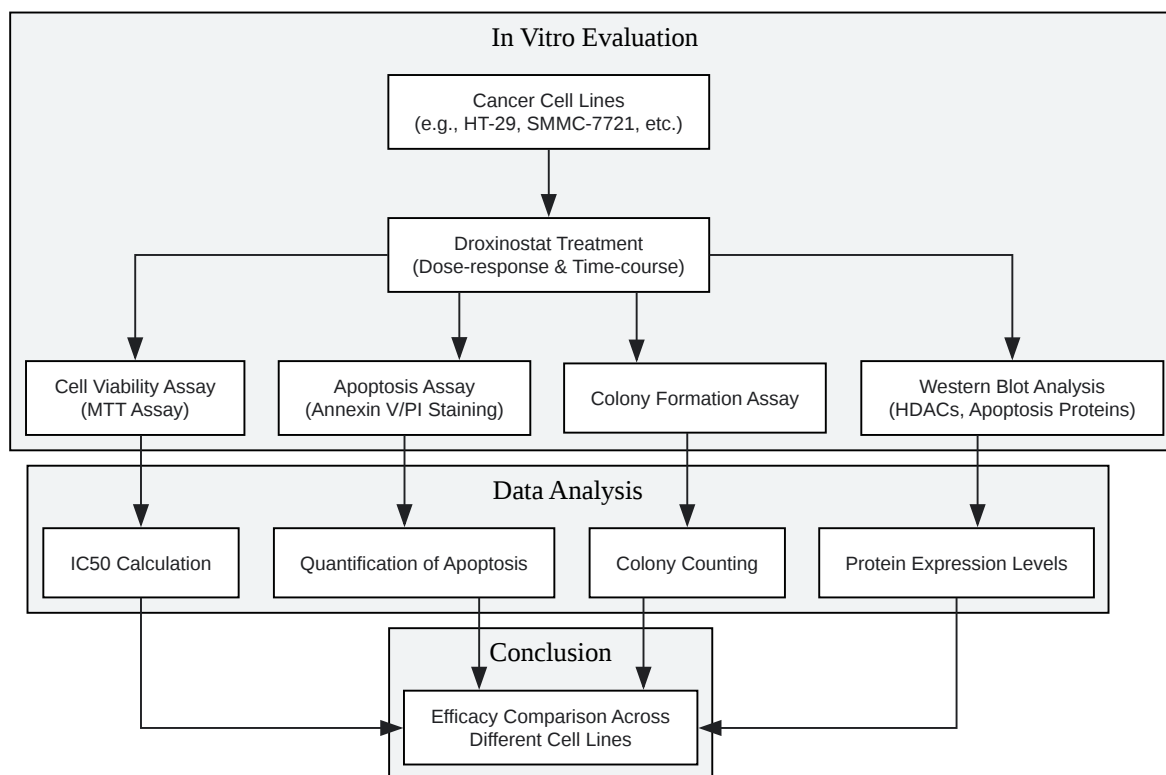 In Vitro Evaluation
Cancer Cell Lines
(e.g., HT-29, SMMC-7721, etc.)
Droxinostat Treatment
(Dose-response & Time-course)
Cell Viability Assay
(MTT Assay)
Apoptosis Assay
(Annexin V/PI Staining)
Colony Formation Assay
Western Blot Analysis
(HDACs, Apoptosis Proteins)
Data Analysis
IC50 Calculation
Quantification of Apoptosis
Colony Counting
Protein Expression Levels
Conclusion
Efficacy Comparison Across
Different Cell Lines